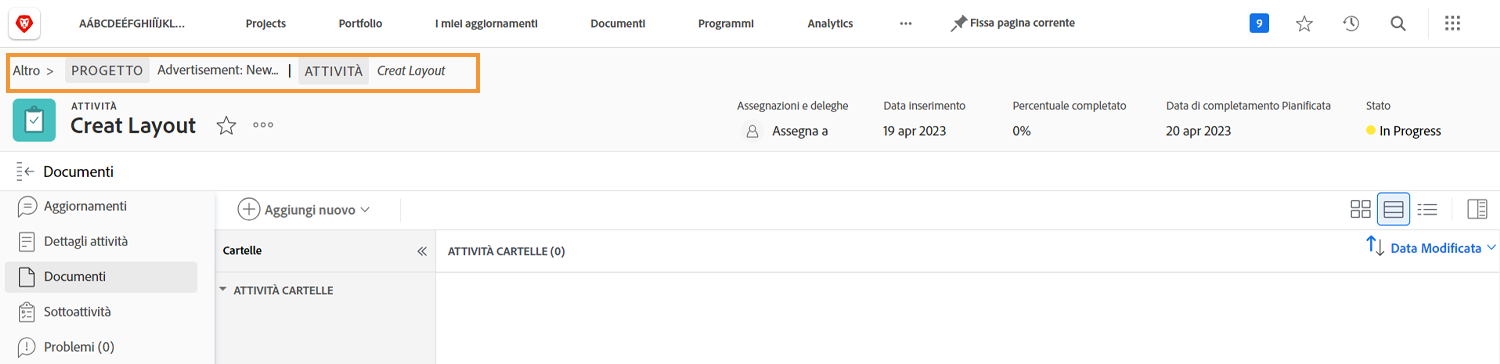 AÁBCDEÉFGHIÍÏJKL... Projects Portfolio I miei aggiornamenti Documenti Programmi Analytics ... Fissa pagina corrente 9
Altro > PROGETTO Advertisement: New... | ATTIVITÀ Creat Layout
ATTIVITÀ
Creat Layout
Assegnazioni e deleghe Data inserimento Percentuale completato Data di completamento Pianificata Stato
Assegna a 19 apr 2023 0% 20 apr 2023 In Progress
Documenti
Aggiornamenti
Dettagli attività
Documenti
Sottoattività
Problemi (0)
Aggiungi nuovo
Cartelle
ATTIVITÀ CARTELLE
ATTIVITÀ CARTELLE (0)
Data Modificata